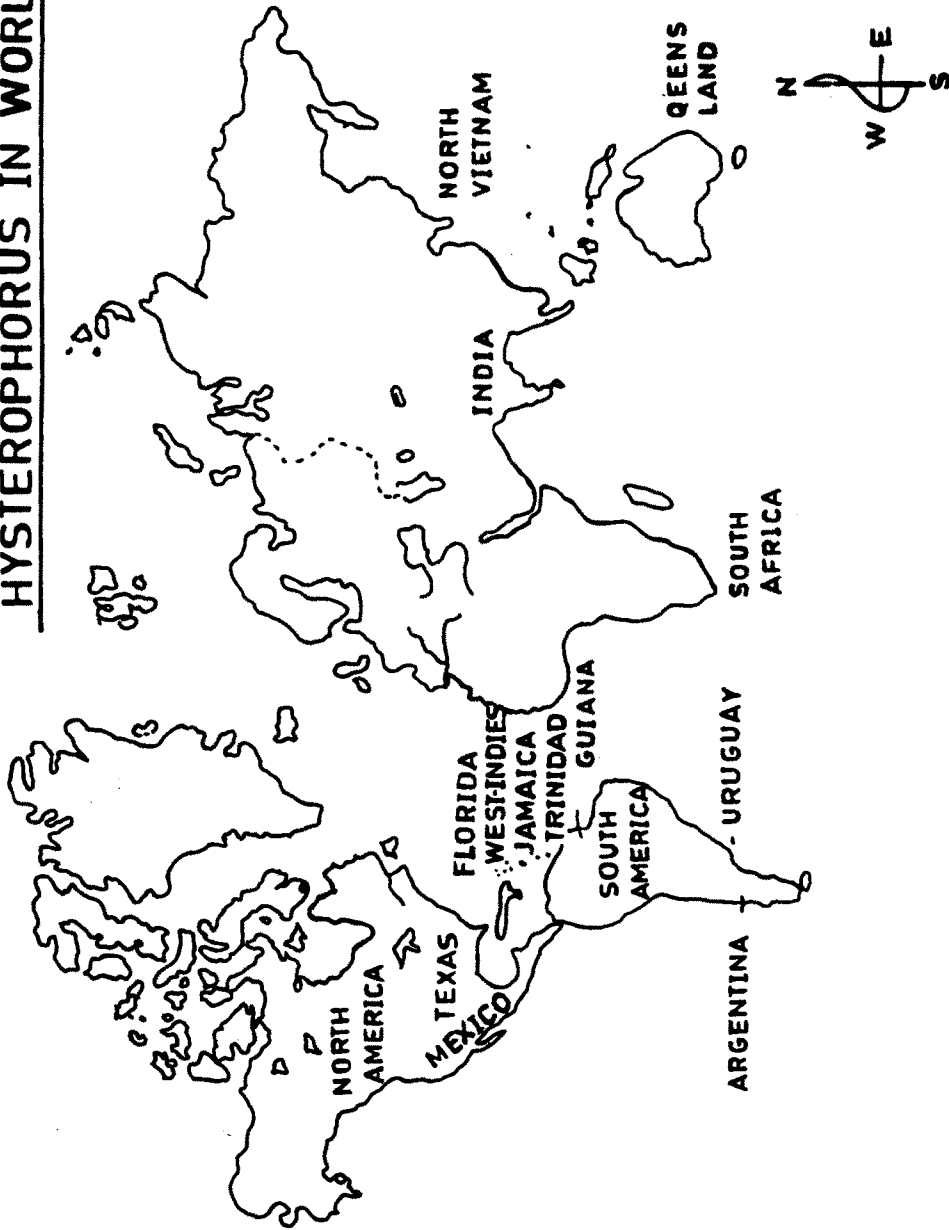 HYSTEROPHORUS IN WORL
NORTH
AMERICA
TEXAS
MEXICO
FLORIDA
WEST-INDIES
JAMAICA
TRINIDAD
GUIANA
SOUTH
AMERICA
ARGENTINA
- URUGUAY
SOUTH
AFRICA
INDIA
NORTH
VIETNAM
QEENS
LAND
N
W E
S